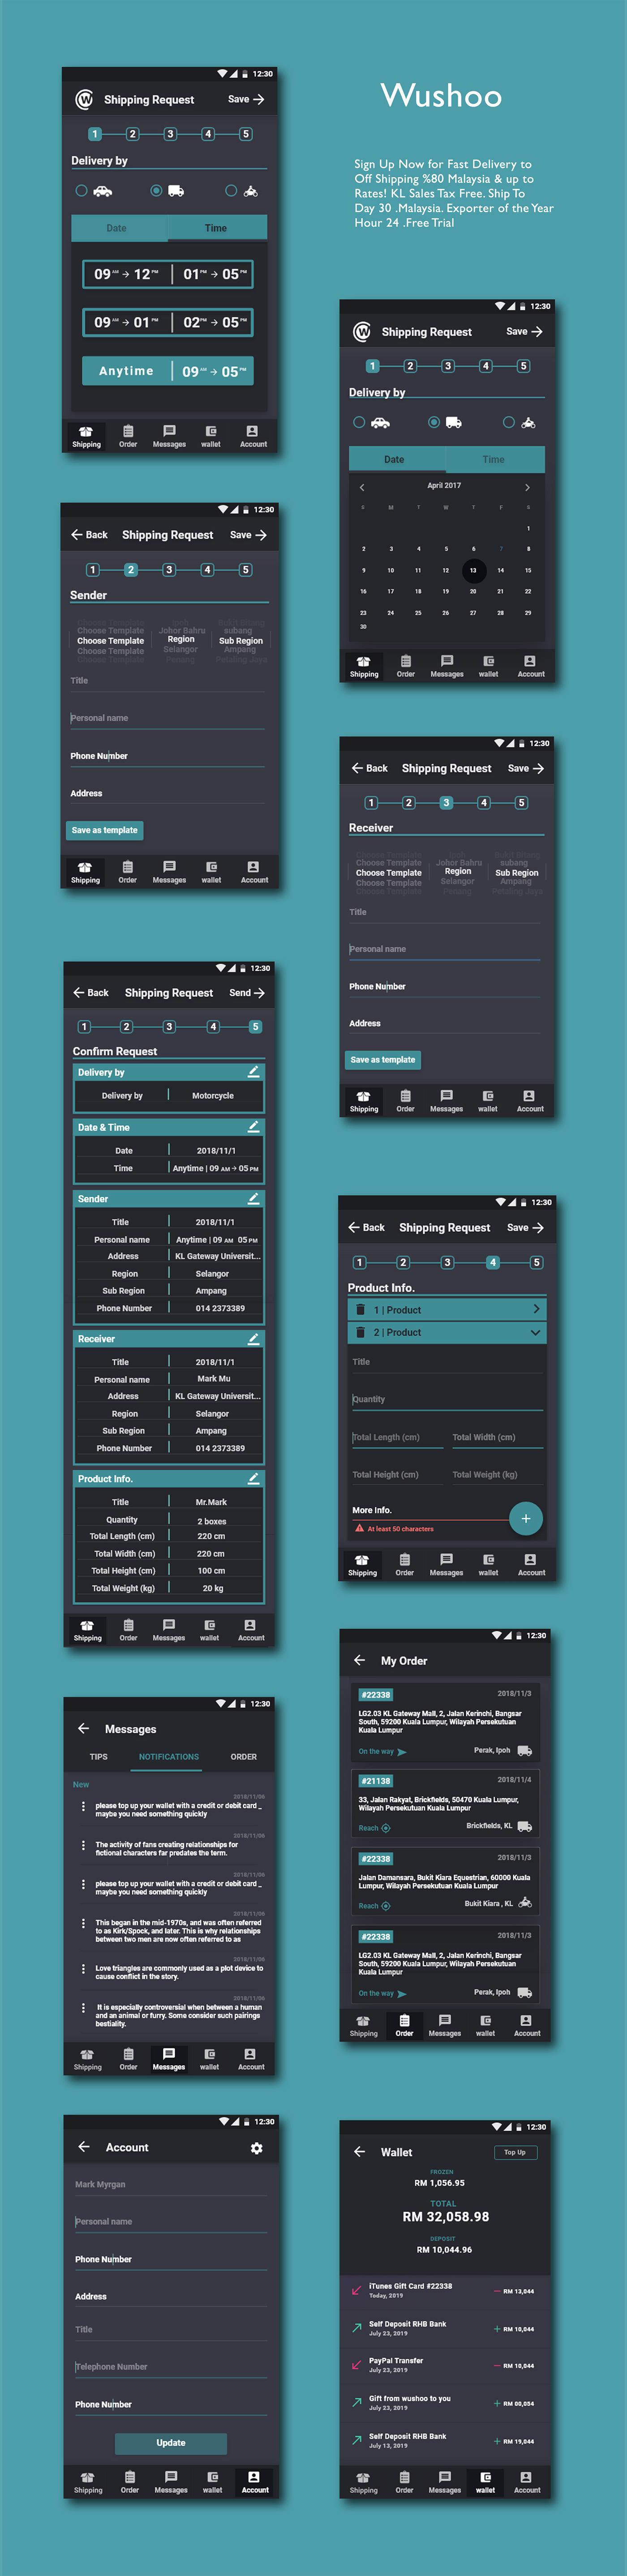 Wushoo
Sign Up Now for Fast Delivery to
Off Shipping %80 Malaysia & up to
Rates! KL Sales Tax Free. Ship To
Day 30 .Malaysia. Exporter of the Year
Hour 24 .Free Trial
12:30
Shipping Request
Save
1 2 3 4 5
Delivery by
Date Time
09 AM → 12 PM | 01 PM → 05 PM
09 AM → 01 PM | 02 PM → 05 PM
Anytime | 09 AM → 05 PM
Shipping Order Messages wallet Account
12:30
Shipping Request Save
1 2 3 4 5
Delivery by
Date Time
April 2017
S M T W T F S
1
2 3 4 5 6 7 8
9 10 11 12 13 14 15
16 17 18 19 20 21 22
23 24 25 26 27 28 29
30
Shipping Order Messages wallet Account
12:30
Back Shipping Request Save
1 2 3 4 5
Sender
Choose Template Johor Bahru subang
Choose Template Region Sub Region
Choose Template Selangor Ampang
Penang Petaling Jaya
Title
Personal name
Phone Number
Address
Save as template
Shipping Order Messages wallet Account
12:30
Back Shipping Request Save
1 2 3 4 5
Receiver
Choose Template Johor Bahru subang
Choose Template Region Sub Region
Choose Template Selangor Ampang
Penang Petaling Jaya
Title
Personal name
Phone Number
Address
Save as template
Shipping Order Messages wallet Account
12:30
Back Shipping Request Send
1 2 3 4 5
Confirm Request
Delivery by
Delivery by Motorcycle
Date & Time
Date 2018/11/1
Time Anytime | 09 AM → 05 PM
Sender
Title 2018/11/1
Personal name Anytime | 09 AM 05 PM
Address KL Gateway Universit...
Region Selangor
Sub Region Ampang
Phone Number 014 2373389
Receiver
Title 2018/11/1
Personal name Mark Mu
Address KL Gateway Universit...
Region Selangor
Sub Region Ampang
Phone Number 014 2373389
Product Info.
Title Mr.Mark
Quantity 2 boxes
Total Length (cm) 220 cm
Total Width (cm) 220 cm
Total Height (cm) 100 cm
Total Weight (kg) 20 kg
Shipping Order Messages wallet Account
12:30
Back Shipping Request Save
1 2 3 4 5
Product Info.
1 | Product
2 | Product
Title
Quantity
Total Length (cm) Total Width (cm)
Total Height (cm) Total Weight (kg)
More Info.
At least 50 characters
Shipping Order Messages wallet Account
12:30
My Order
#22338 2018/11/3
LG2.03 KL Gateway Mall, 2, Jalan Kerinchi, Bangsar
South, 59200 Kuala Lumpur, Wilayah Persekutuan
Kuala Lumpur
On the way Perak, Ipoh
#21138 2018/11/4
33, Jalan Rakyat, Brickfields, 50470 Kuala Lumpur,
Wilayah Persekutuan Kuala Lumpur
Reach Brickfields, KL
#22338 2018/11/3
Jalan Damansara, Bukit Kiara Equestrian, 60000 Kuala
Lumpur, Wilayah Persekutuan Kuala Lumpur
Reach Bukit Kiara , KL
#22338 2018/11/3
LG2.03 KL Gateway Mall, 2, Jalan Kerinchi, Bangsar
South, 59200 Kuala Lumpur, Wilayah Persekutuan
Kuala Lumpur
On the way Perak, Ipoh
Shipping Order Messages wallet Account
12:30
Messages
TIPS NOTIFICATIONS ORDER
New
2018/11/06
please top up your wallet with a credit or debit card _
maybe you need something quickly
2018/11/06
The activity of fans creating relationships for
fictional characters far predates the term.
2018/11/06
please top up your wallet with a credit or debit card _
maybe you need something quickly
2018/11/06
This began in the mid-1970s, and was often referred
to as Kirk/Spock, and later. This is why relationships
between two men are now often referred to as
2018/11/06
Love triangles are commonly used as a plot device to
cause conflict in the story.
2018/11/06
It is especially controversial when between a human
and an animal or furry. Some consider such pairings
bestiality.
Shipping Order Messages wallet Account
12:30
Account
Mark Myrgan
Personal name
Phone Number
Address
Title
Telephone Number
Phone Number
Update
Shipping Order Messages wallet Account
12:30
Wallet Top Up
FROZEN
RM 1,056.95
TOTAL
RM 32,058.98
DEPOSIT
RM 10,044.96
iTunes Gift Card #22338 − RM 13,044
Today, 2019
Self Deposit RHB Bank + RM 10,044
July 23, 2019
PayPal Transfer − RM 10,044
July 23, 2019
Gift from wushoo to you + RM 00,054
July 23, 2019
Self Deposit RHB Bank + RM 19,044
July 13, 2019
Shipping Order Messages wallet Account